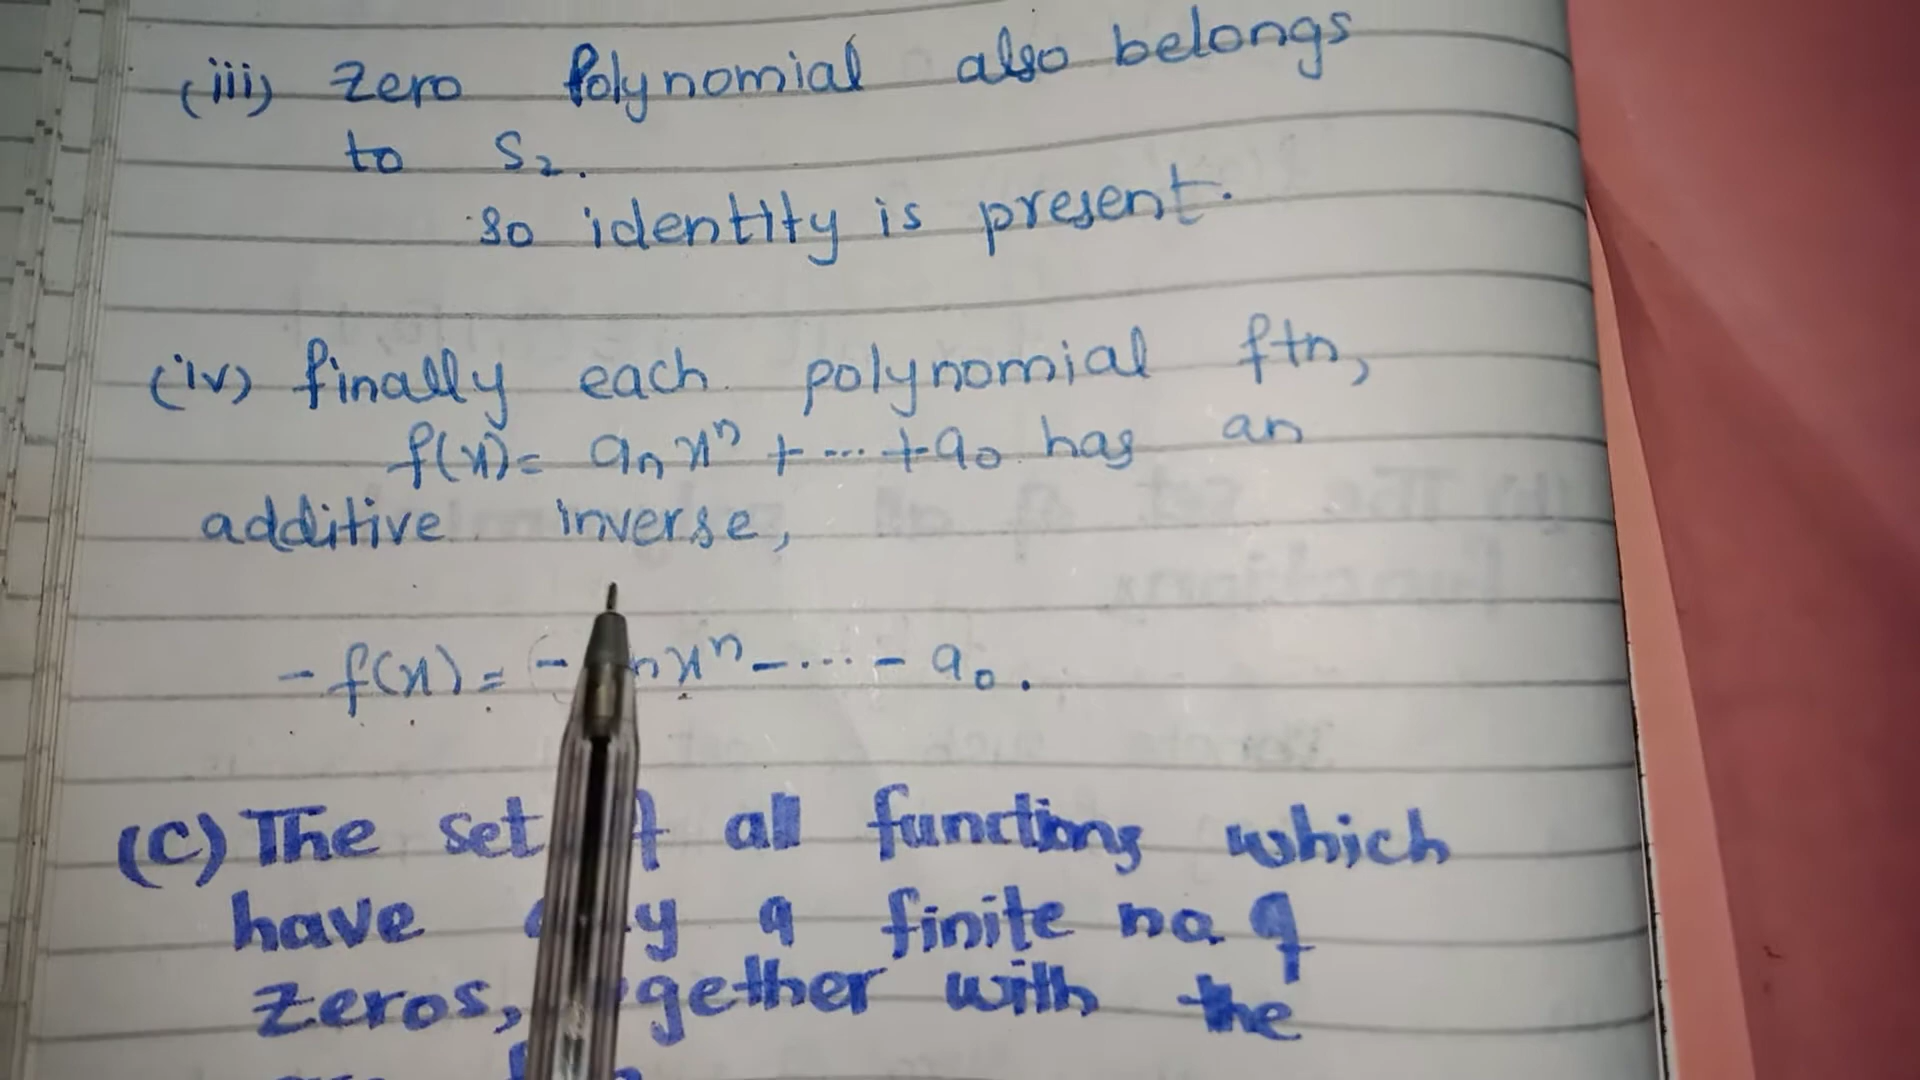 (iii) zero polynomial also belongs
to S₂.
so identity is present.
(iv) finally each polynomial ftn,
f(x) = aₙxⁿ + ... + a₀ has an
additive inverse,
-f(x) = - ₙxⁿ - .... - a₀.
(C) The set all functions which
have a finite no of
zeros, with the